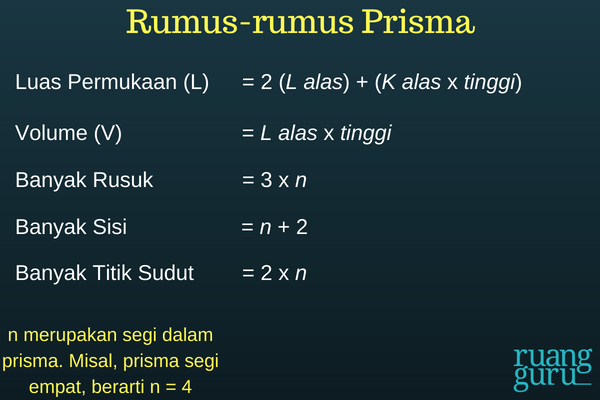 Rumus-rumus Prisma
Luas Permukaan (L) = 2 (L alas) + (K alas x tinggi)
Volume (V) = L alas x tinggi
Banyak Rusuk = 3 x n
Banyak Sisi = n + 2
Banyak Titik Sudut = 2 x n
n merupakan segi dalam
prisma. Misal, prisma segi
empat, berarti n = 4
ruang
guru